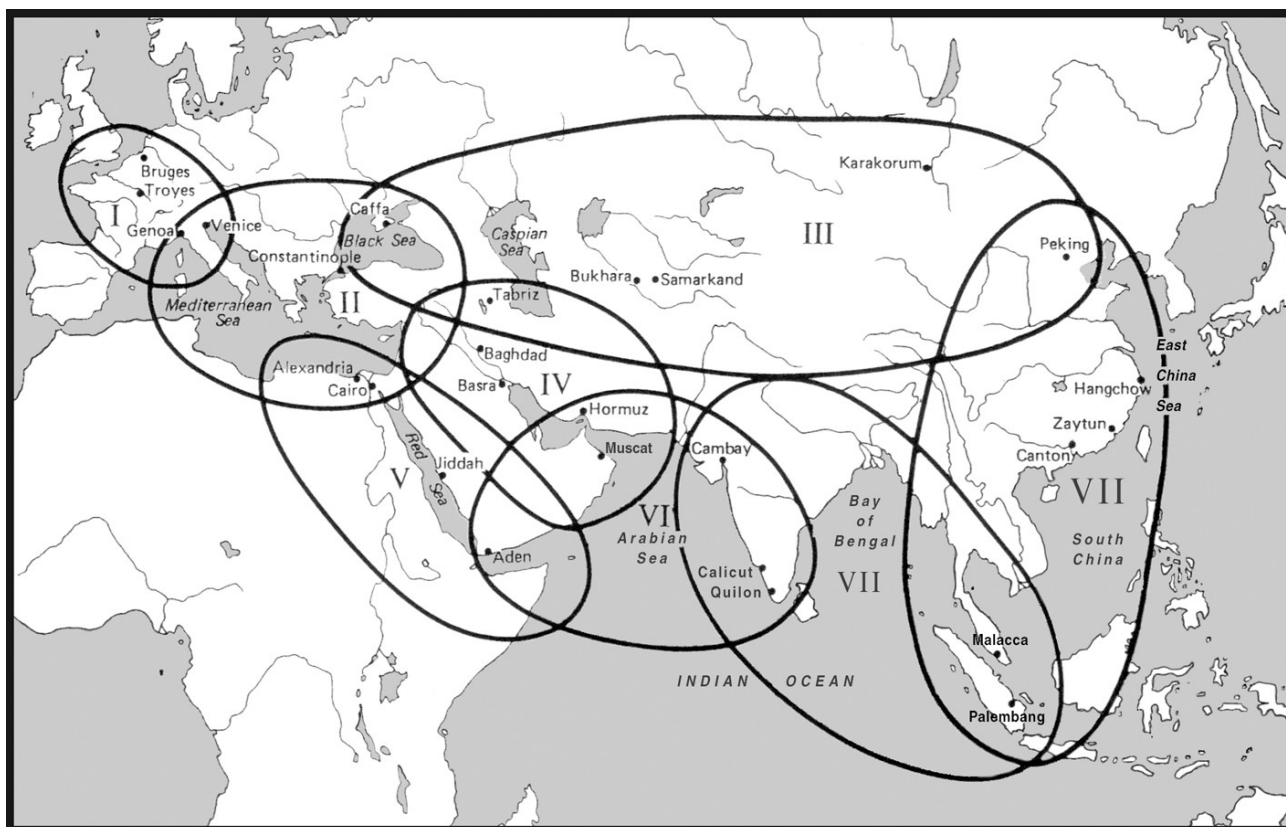 Bruges
Troyes
I
Genoa
Venice
Mediterranean
Sea
Constantinople
II
Caffa
Black Sea
Caspian
Sea
Karakorum
III
Bukhara
Samarkand
Peking
Tabriz
Baghdad
Basra
IV
Hormuz
Muscat
Alexandria
Cairo
Red
Sea
V
Jiddah
Aden
VI
Arabian
Sea
Cambay
Calicut
Quilon
Bay
of
Bengal
VII
East
China
Sea
Hangchow
Zaytun
Canton
VII
South
China
Malacca
Palembang
INDIAN OCEAN